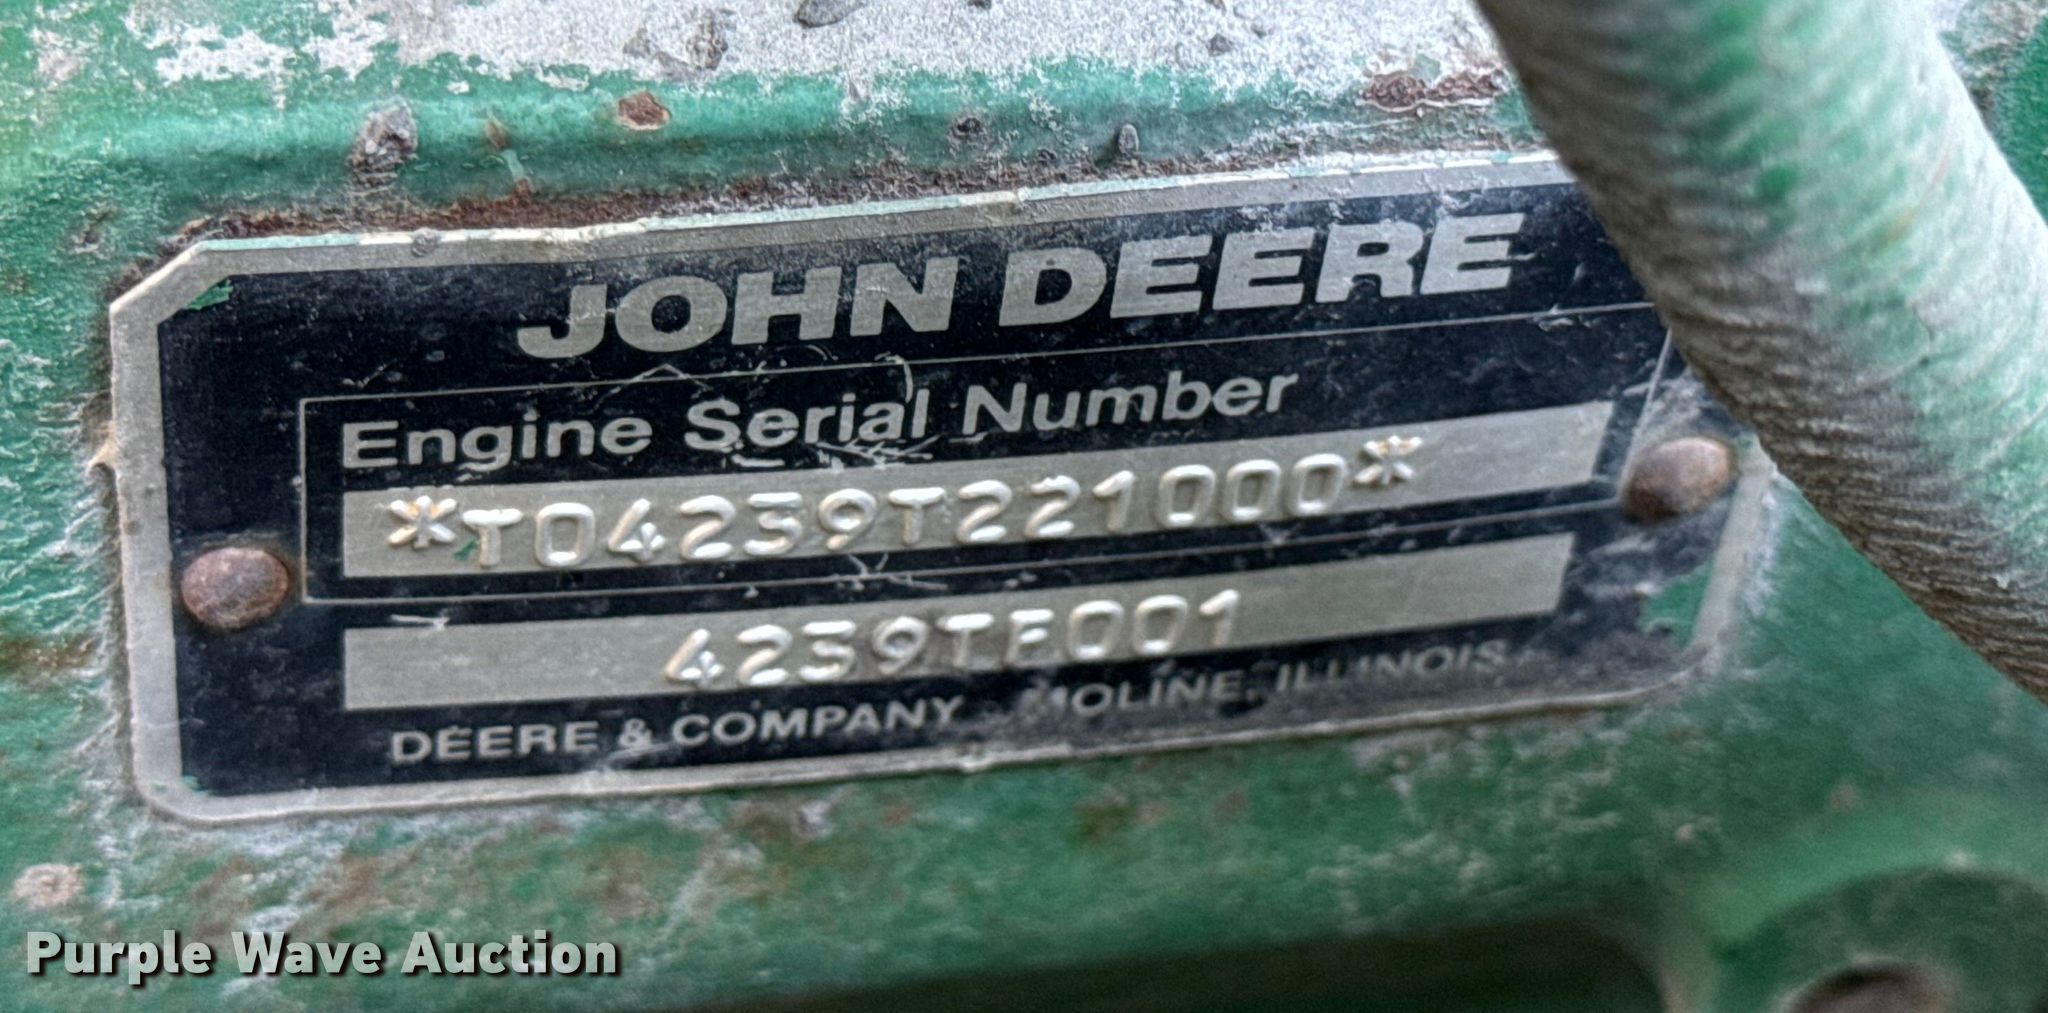 JOHN DEERE
Engine Serial Number
*T04239T221000*
4239TF001
DEERE & COMPANY MOLINE, ILLINOIS
Purple Wave Auction